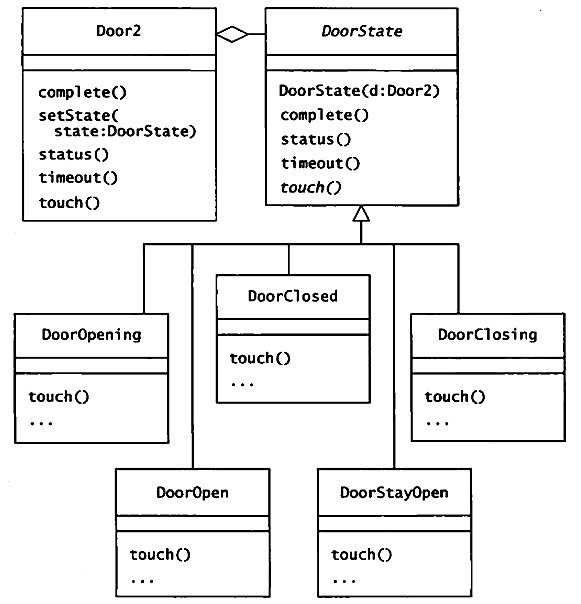 Door2
complete()
setState(
state:DoorState)
status()
timeout()
touch()
DoorState
DoorState(d:Door2)
complete()
status()
timeout()
touch()
DoorClosed
touch()
...
DoorOpening
touch()
...
DoorClosing
touch()
...
DoorOpen
touch()
...
DoorStayOpen
touch()
...